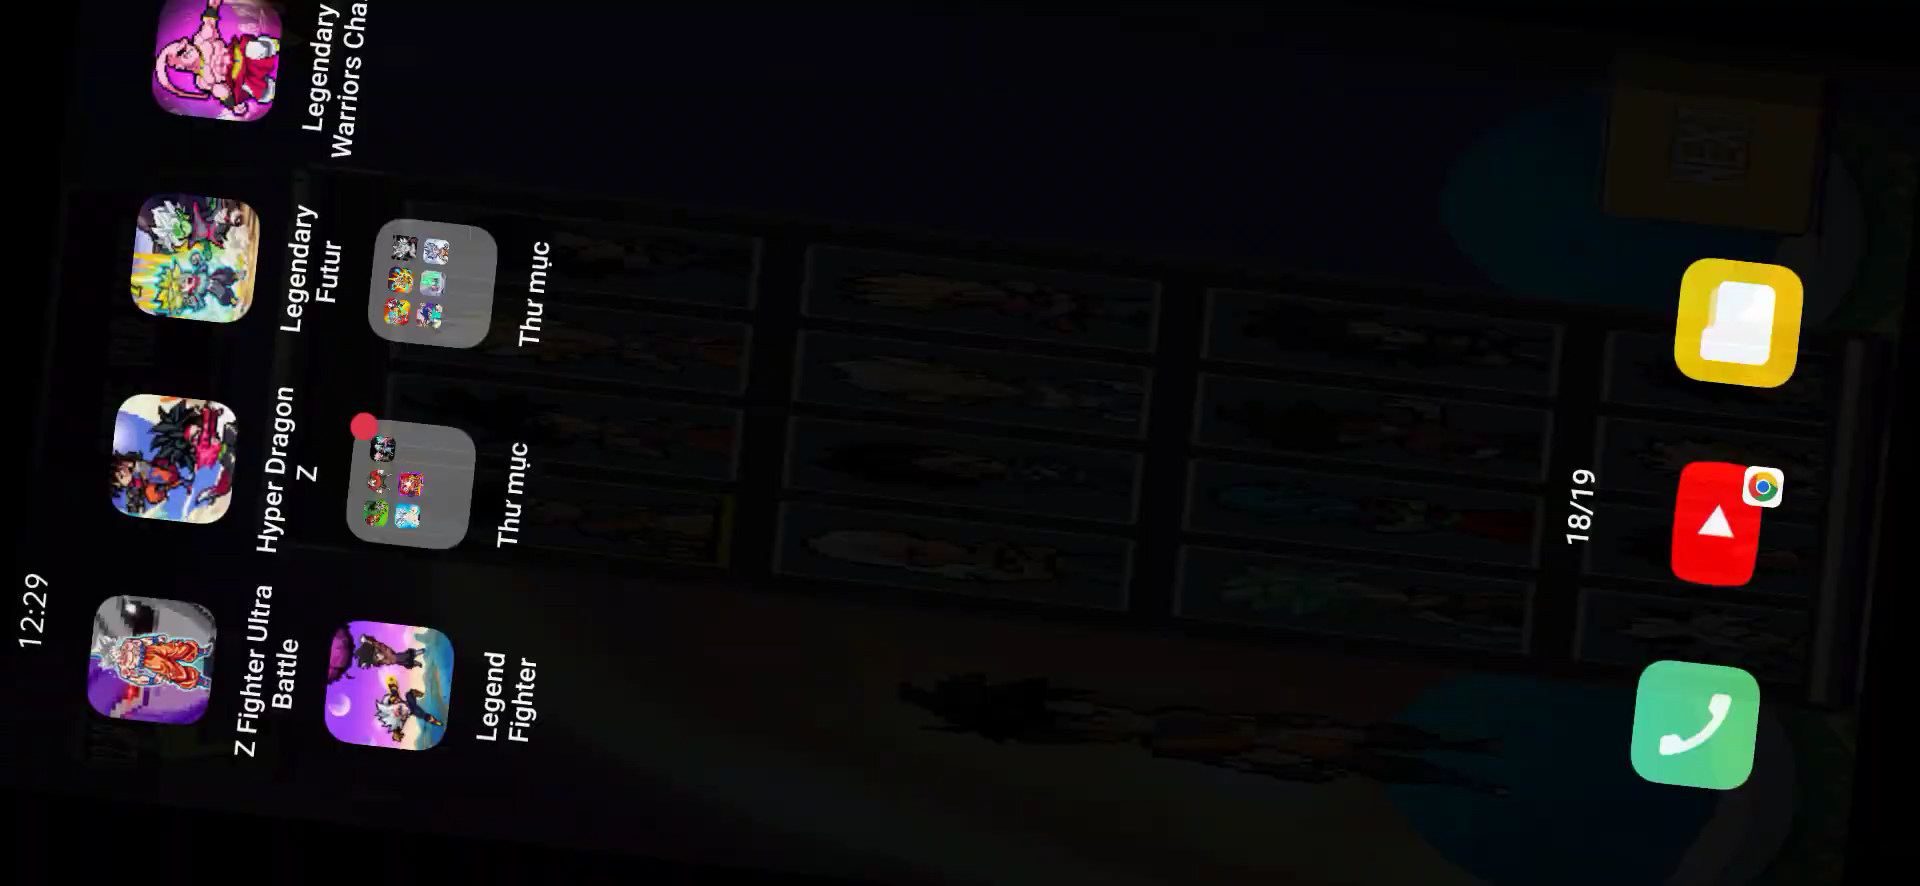 12:29
Z Fighter Ultra
Battle
Hyper Dragon
Z
Legendary
Futur
Legendary
Warriors Cha
Legend
Fighter
Thư mục
Thư mục
18/19
NEXT